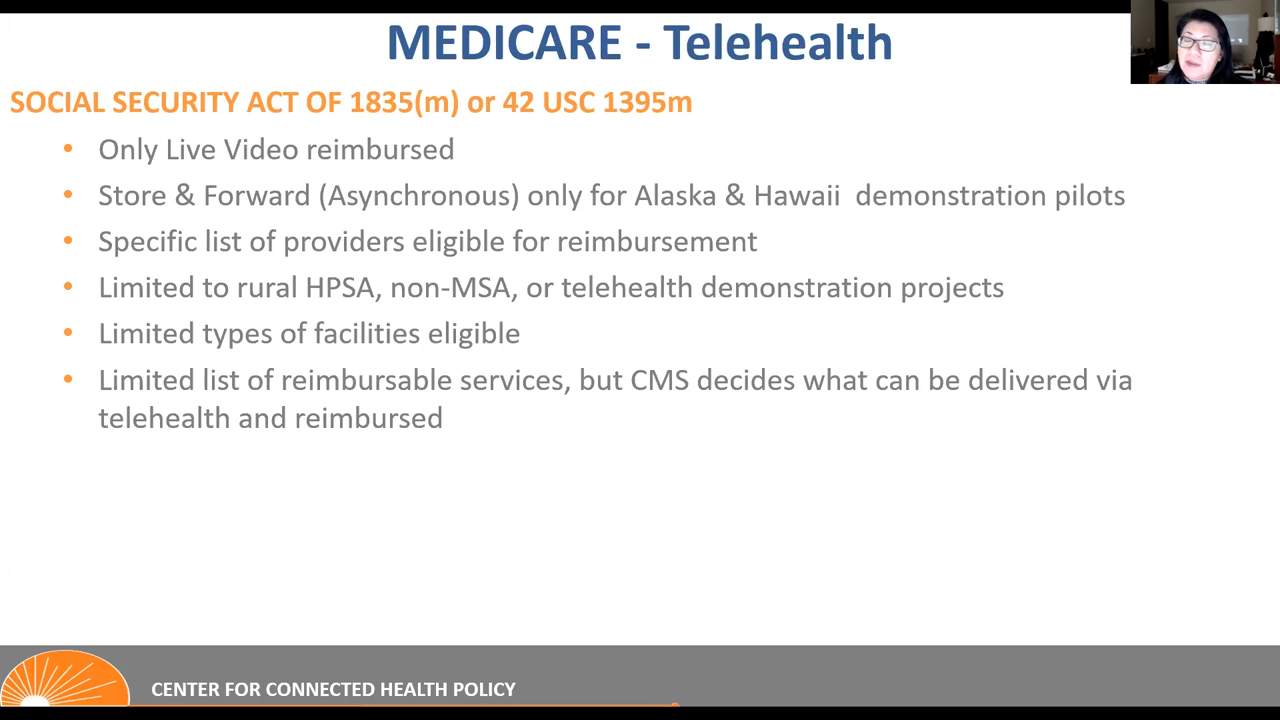 MEDICARE - Telehealth
SOCIAL SECURITY ACT OF 1835(m) or 42 USC 1395m
• Only Live Video reimbursed
• Store & Forward (Asynchronous) only for Alaska & Hawaii demonstration pilots
• Specific list of providers eligible for reimbursement
• Limited to rural HPSA, non-MSA, or telehealth demonstration projects
• Limited types of facilities eligible
• Limited list of reimbursable services, but CMS decides what can be delivered via
telehealth and reimbursed
CENTER FOR CONNECTED HEALTH POLICY